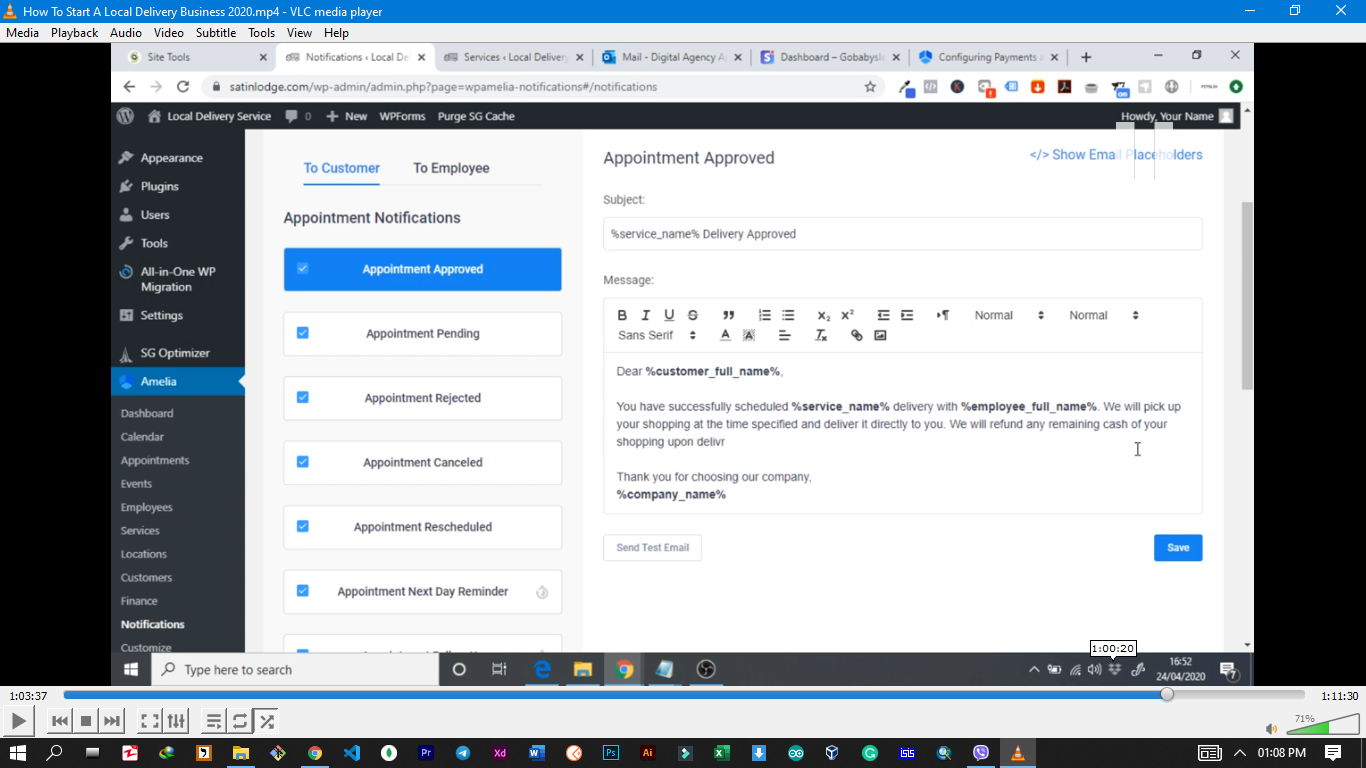 How To Start A Local Delivery Business 2020.mp4 - VLC media player
Media Playback Audio Video Subtitle Tools View Help
Site Tools
Notifications ‹ Local De
Services ‹ Local Delivery
Mail - Digital Agency A
Dashboard – Gobabysl
Configuring Payments a
satinlodge.com/wp-admin/admin.php?page=wpamelia-notifications#/notifications
Local Delivery Service 0 New WPForms Purge SG Cache Howdy, Your Name
Appearance
Plugins
Users
Tools
All-in-One WP
Migration
Settings
SG Optimizer
Amelia
Dashboard
Calendar
Appointments
Events
Employees
Services
Locations
Customers
Finance
Notifications
Customize
To Customer To Employee
Appointment Notifications
Appointment Approved
Appointment Pending
Appointment Rejected
Appointment Canceled
Appointment Rescheduled
Appointment Next Day Reminder
Appointment Approved
</> Show Email Placeholders
Subject:
%service_name% Delivery Approved
Message:
Normal Normal
Sans Serif
Dear %customer_full_name%,
You have successfully scheduled %service_name% delivery with %employee_full_name%. We will pick up
your shopping at the time specified and deliver it directly to you. We will refund any remaining cash of your
shopping upon delivr
Thank you for choosing our company,
%company_name%
Send Test Email Save
1:00:20
Type here to search
16:52
24/04/2020
7
1:03:37 1:11:30
71%
Pr Xd W Ps Ai X
01:08 PM